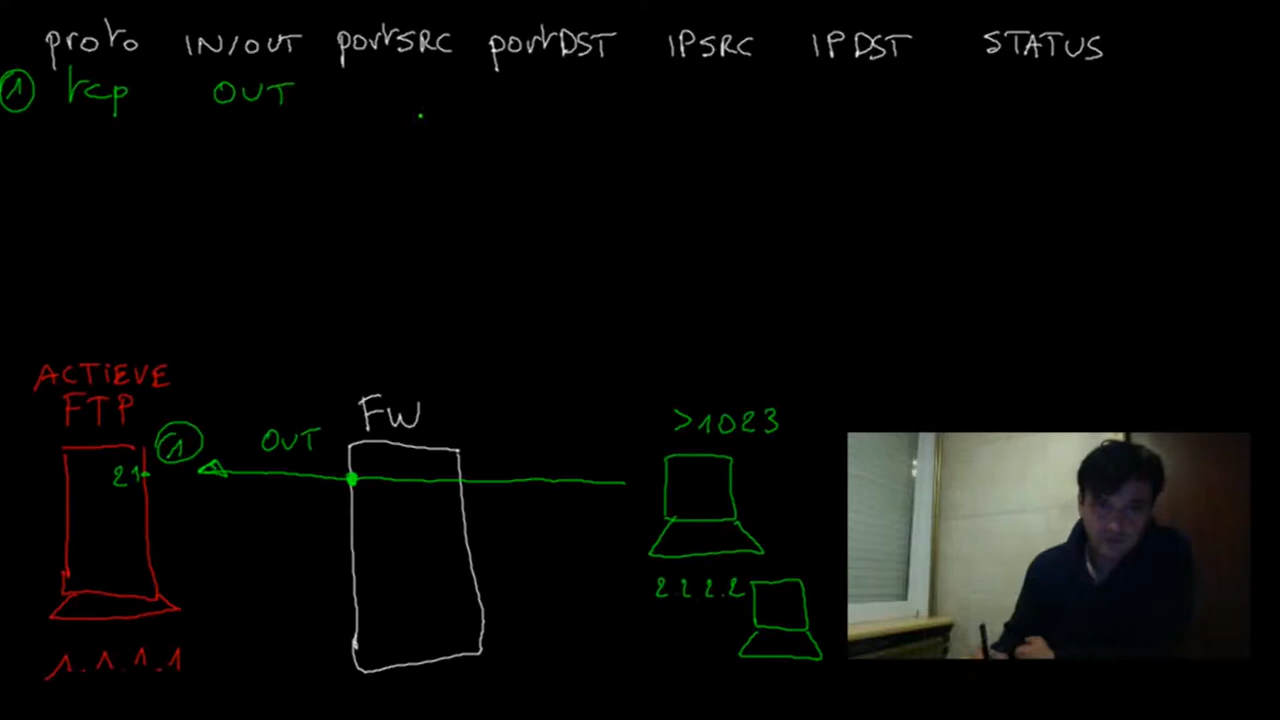 proto IN/OUT portSRC portDST IPSRC IPDST STATUS
1 tcp OUT
ACTIEVE
FTP
1
OUT
FW
>1023
21
2.2.2.2
1.1.1.1